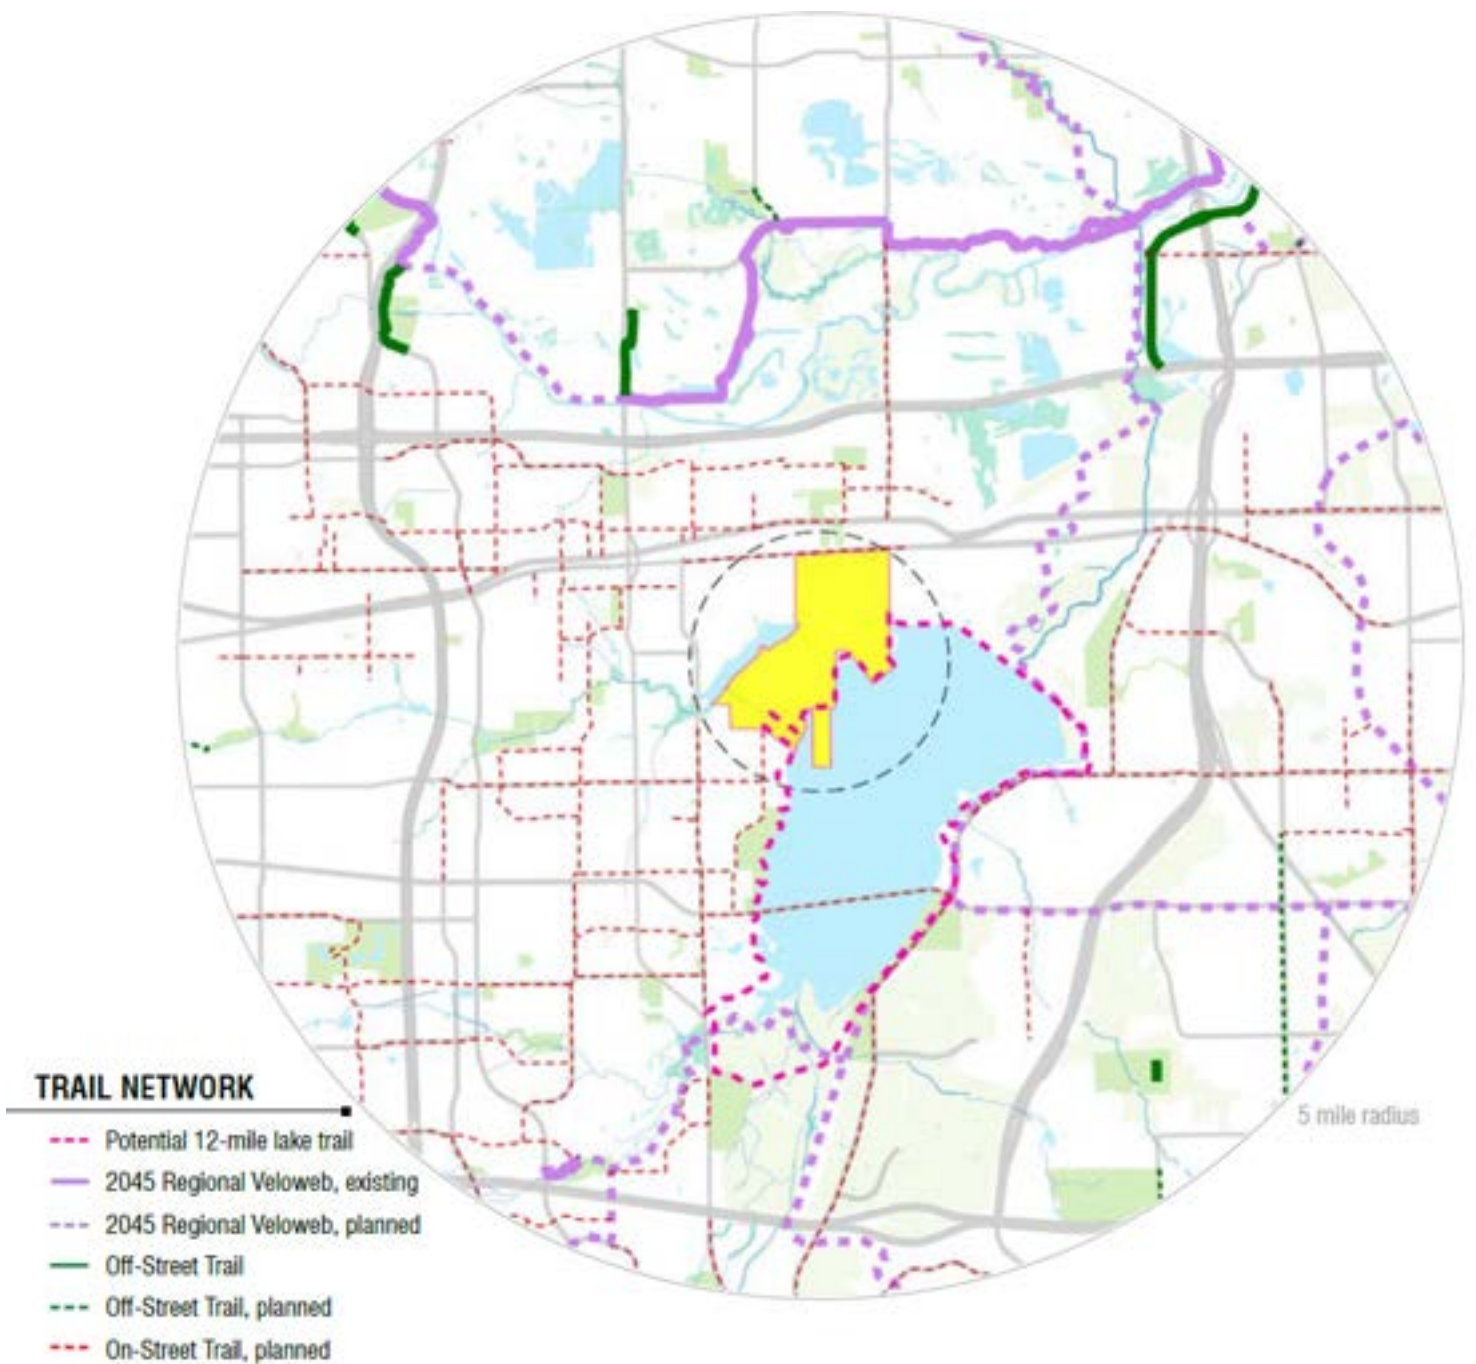 TRAIL NETWORK
Potential 12-mile lake trail
2045 Regional Veloweb, existing
2045 Regional Veloweb, planned
Off-Street Trail
Off-Street Trail, planned
On-Street Trail, planned
5 mile radius